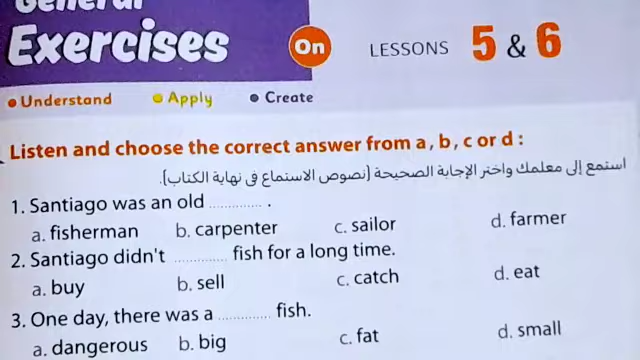 General
Exercises On LESSONS 5 & 6
Understand Apply Create
Listen and choose the correct answer from a, b, c or d :
استمع إلى معلمك واختر الإجابة الصحيحة (نصوص الاستماع فى نهاية الكتاب).
1. Santiago was an old ............. .
a. fisherman b. carpenter c. sailor d. farmer
2. Santiago didn't ............. fish for a long time.
a. buy b. sell c. catch d. eat
3. One day, there was a ............. fish.
a. dangerous b. big c. fat d. small